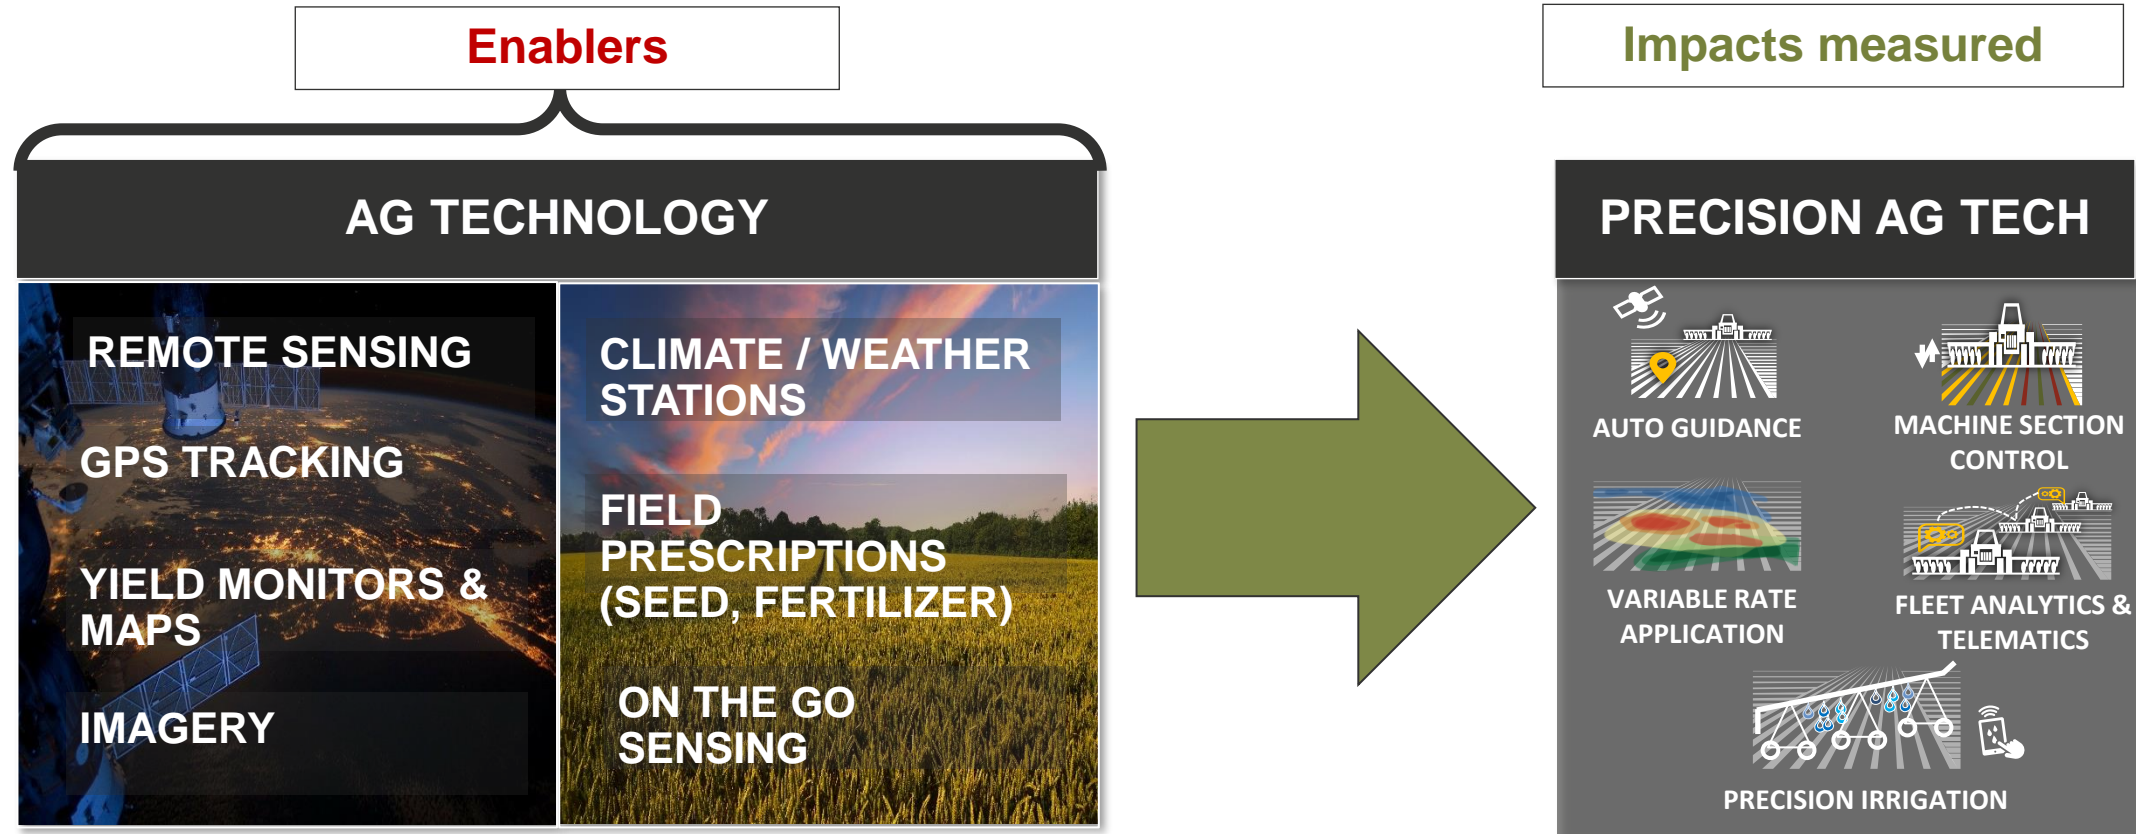 Enablers
Impacts measured
AG TECHNOLOGY
REMOTE SENSING
GPS TRACKING
YIELD MONITORS &
MAPS
IMAGERY
CLIMATE / WEATHER
STATIONS
FIELD
PRESCRIPTIONS
(SEED, FERTILIZER)
ON THE GO
SENSING
PRECISION AG TECH
AUTO GUIDANCE
MACHINE SECTION
CONTROL
VARIABLE RATE
APPLICATION
FLEET ANALYTICS &
TELEMATICS
PRECISION IRRIGATION